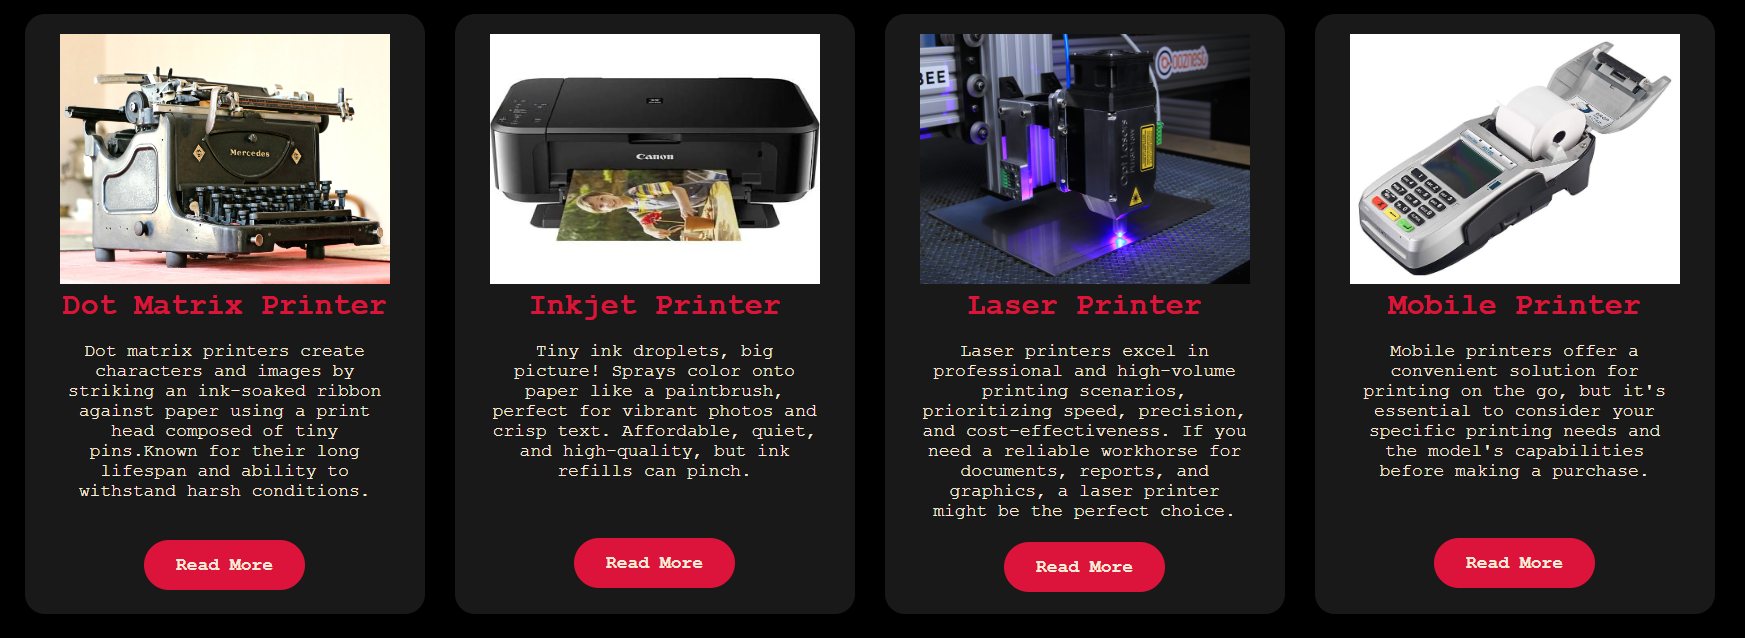 Mercedes
Canon
BEE
@ooznest
Dot Matrix Printer
Inkjet Printer
Laser Printer
Mobile Printer
Dot matrix printers create
characters and images by
striking an ink-soaked ribbon
against paper using a print
head composed of tiny
pins.Known for their long
lifespan and ability to
withstand harsh conditions.
Tiny ink droplets, big
picture! Sprays color onto
paper like a paintbrush,
perfect for vibrant photos and
crisp text. Affordable, quiet,
and high-quality, but ink
refills can pinch.
Laser printers excel in
professional and high-volume
printing scenarios,
prioritizing speed, precision,
and cost-effectiveness. If you
need a reliable workhorse for
documents, reports, and
graphics, a laser printer
might be the perfect choice.
Mobile printers offer a
convenient solution for
printing on the go, but it's
essential to consider your
specific printing needs and
the model's capabilities
before making a purchase.
Read More
Read More
Read More
Read More